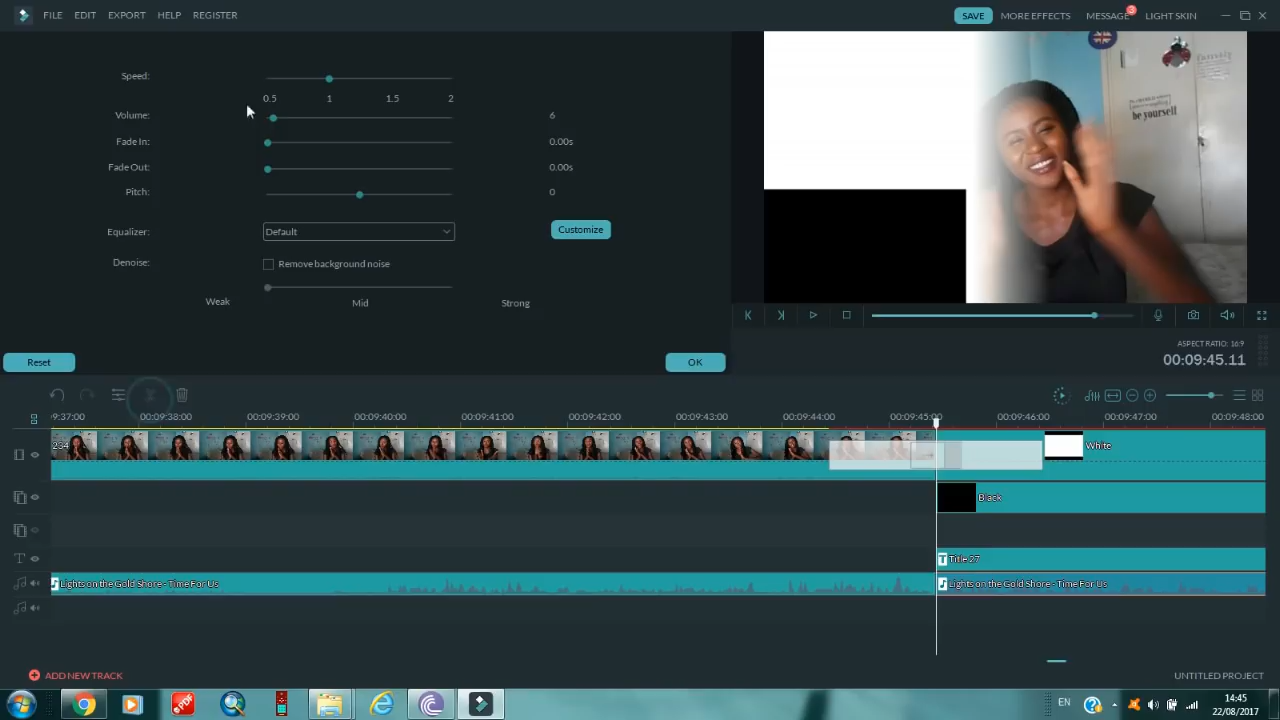 FILE EDIT EXPORT HELP REGISTER SAVE MORE EFFECTS MESSAGE 3 LIGHT SKIN
Speed:
0.5 1 1.5 2
Volume: 6
Fade In: 0.00s
Fade Out: 0.00s
Pitch: 0
Equalizer: Default Customize
Denoise: Remove background noise
Weak Mid Strong
Reset OK
be yourself
ASPECT RATIO: 16:9
00:09:45.11
9:37:00 00:09:38:00 00:09:39:00 00:09:40:00 00:09:41:00 00:09:42:00 00:09:43:00 00:09:44:00 00:09:45:00 00:09:46:00 00:09:47:00 00:09:48:00
234 White
Black
T Title 27
Lights on the Gold Shore - Time For Us Lights on the Gold Shore - Time For Us
ADD NEW TRACK UNTITLED PROJECT
PDF EN 14:45
22/08/2017